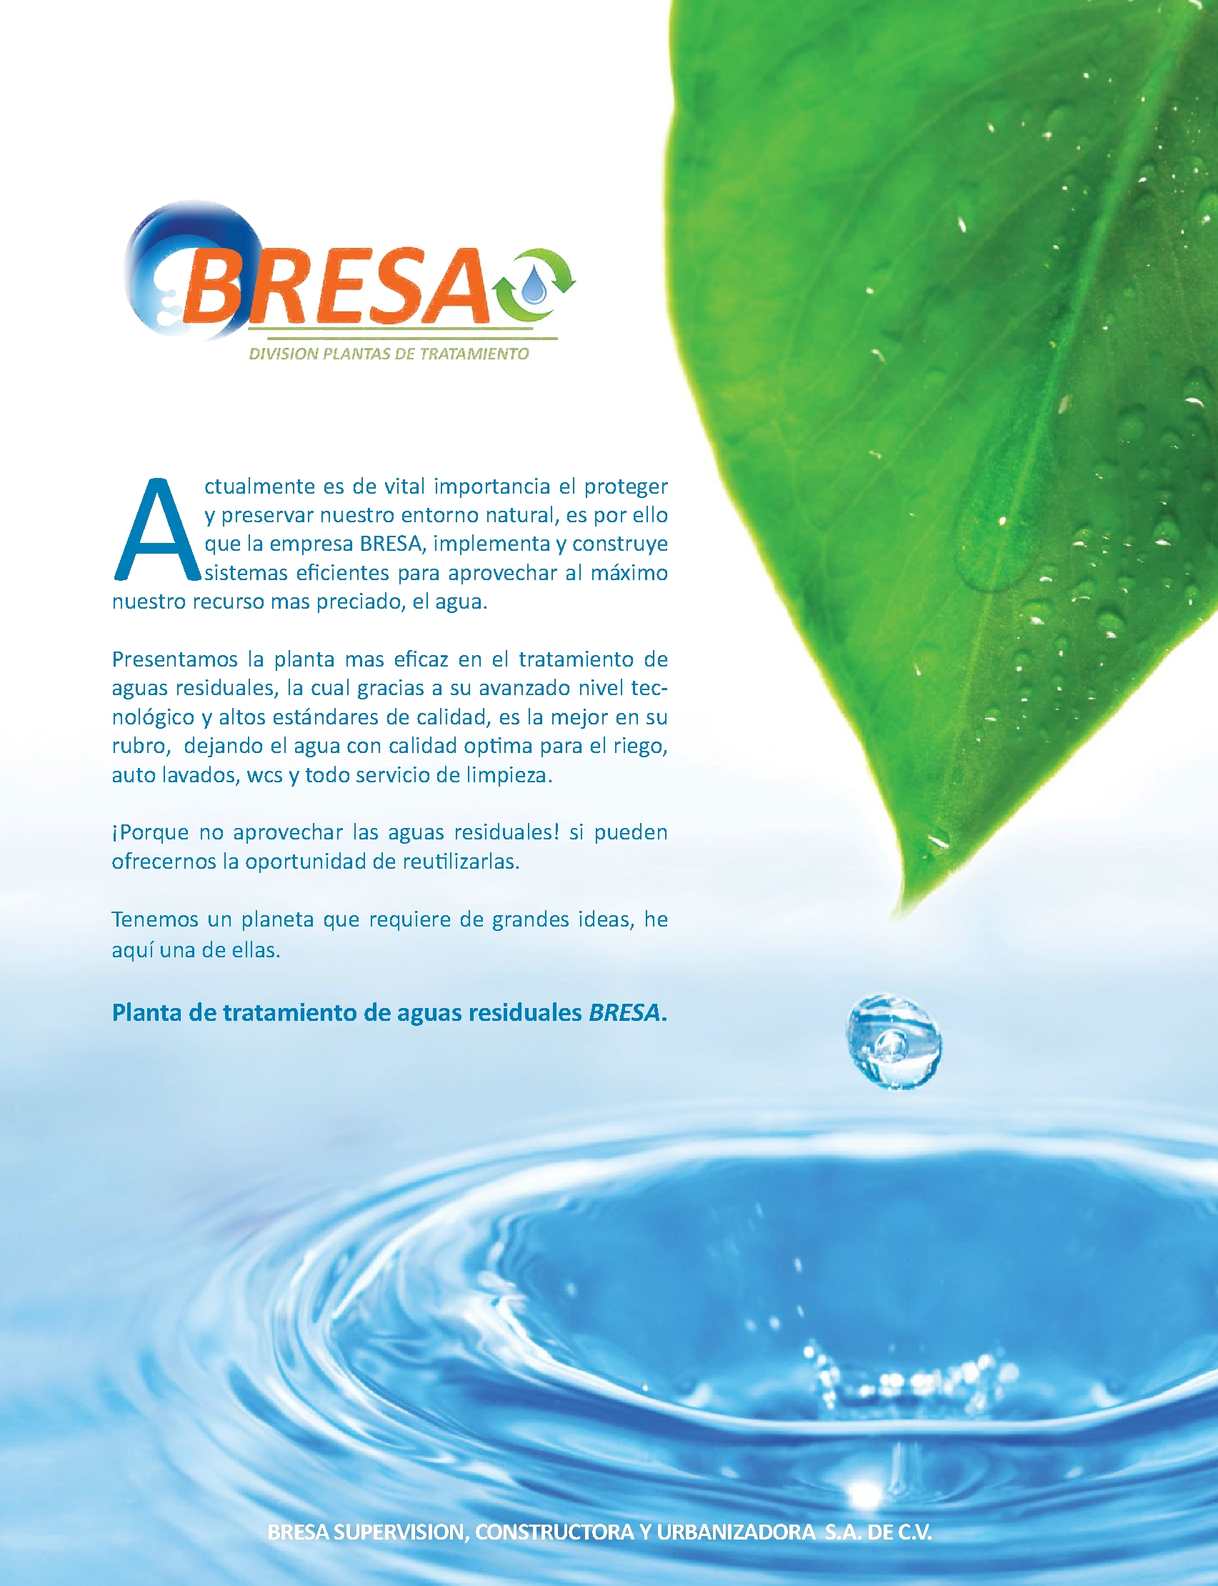 BRESA
DIVISION PLANTAS DE TRATAMIENTO
Actualmente es de vital importancia el proteger
y preservar nuestro entorno natural, es por ello
que la empresa BRESA, implementa y construye
sistemas eficientes para aprovechar al máximo
nuestro recurso mas preciado, el agua.
Presentamos la planta mas eficaz en el tratamiento de
aguas residuales, la cual gracias a su avanzado nivel tec-
nológico y altos estándares de calidad, es la mejor en su
rubro, dejando el agua con calidad optima para el riego,
auto lavados, wcs y todo servicio de limpieza.
¡Porque no aprovechar las aguas residuales! si pueden
ofrecernos la oportunidad de reutilizarlas.
Tenemos un planeta que requiere de grandes ideas, he
aquí una de ellas.
Planta de tratamiento de aguas residuales BRESA.
BRESA SUPERVISION, CONSTRUCTORA Y URBANIZADORA S.A. DE C.V.